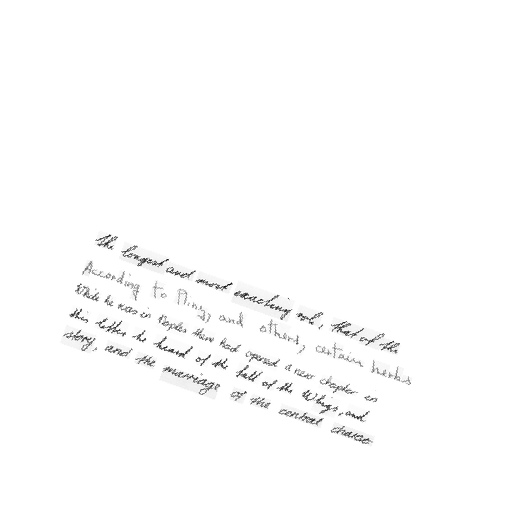 the longest and most exacting role, that of the
According to Pliny, and others, certain herbs
While he was in Naples there had opened a new chapter in
this letter he heard of the fall of the Whigs, and
story, and the marriage of the central